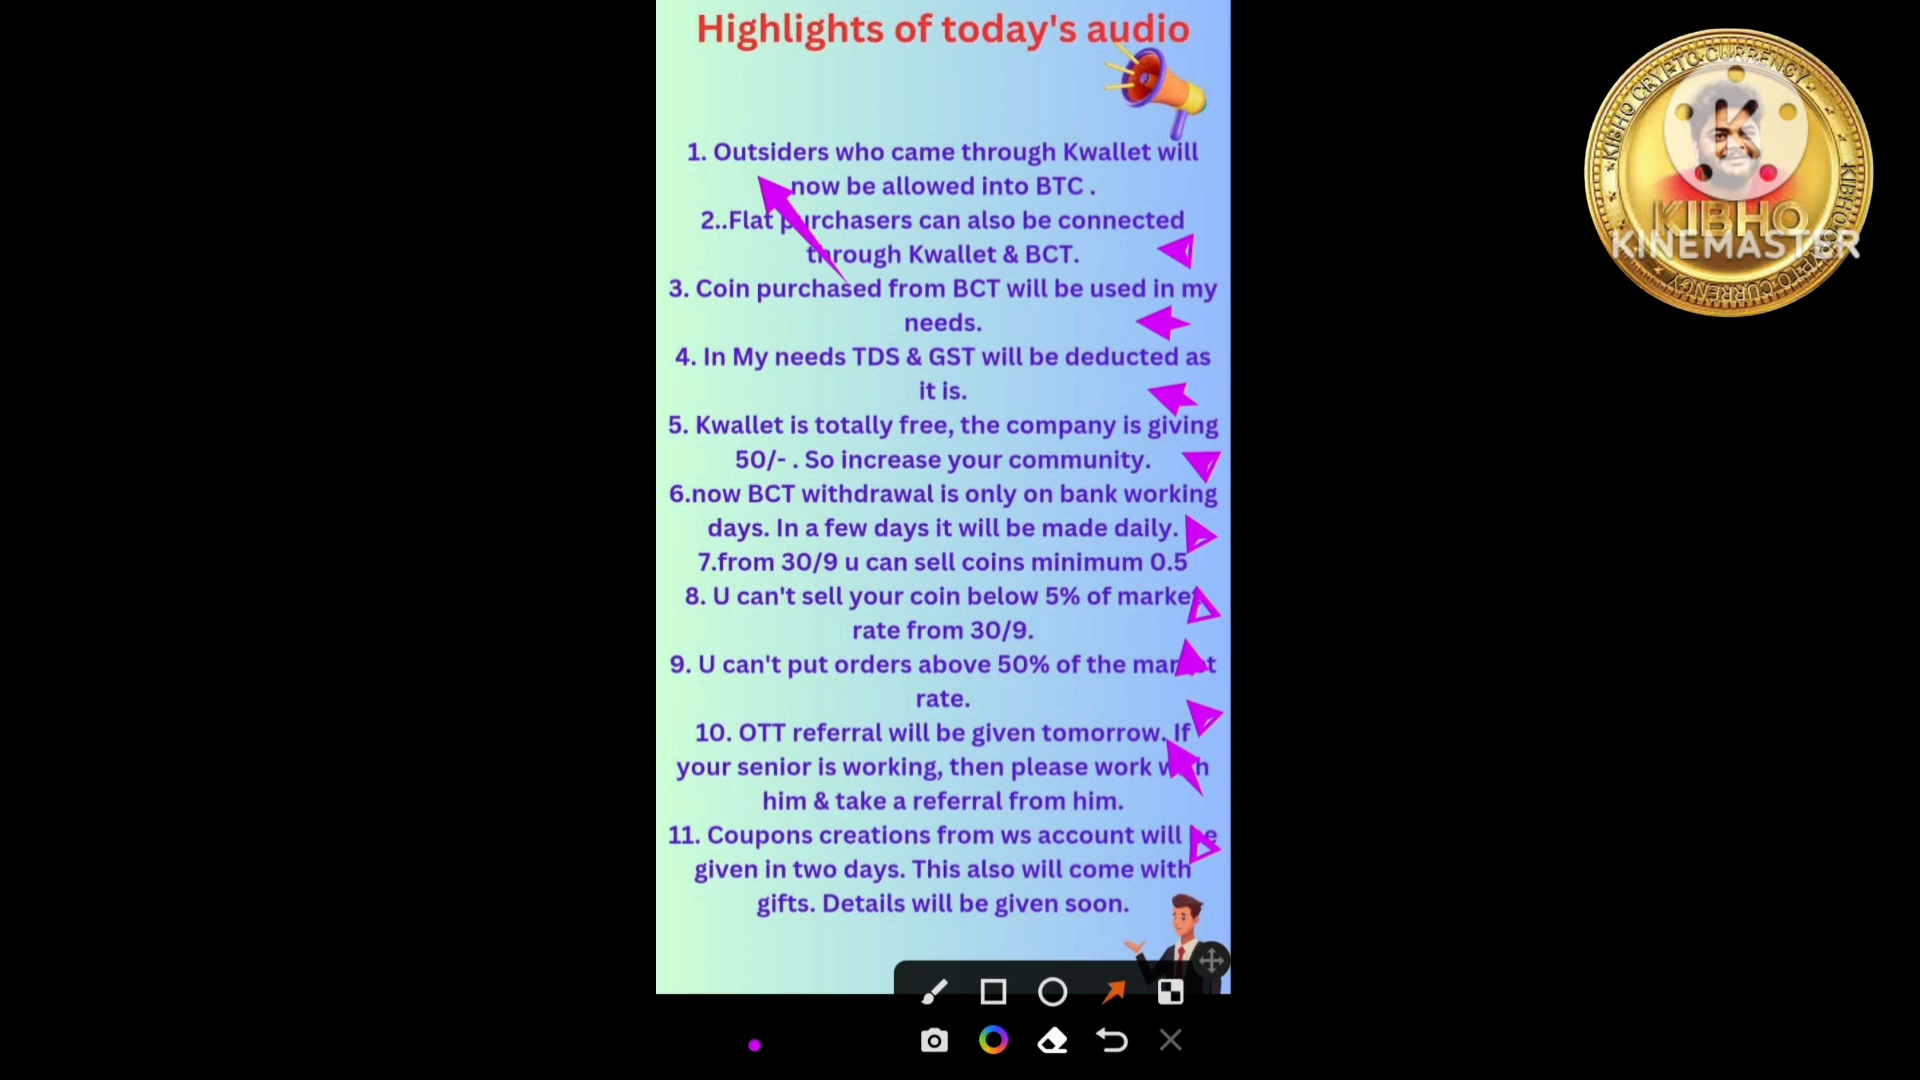 Highlights of today's audio
1. Outsiders who came through Kwallet will
now be allowed into BTC .
2..Flat purchasers can also be connected
through Kwallet & BCT.
3. Coin purchased from BCT will be used in my
needs.
4. In My needs TDS & GST will be deducted as
it is.
5. Kwallet is totally free, the company is giving
50/- . So increase your community.
6.now BCT withdrawal is only on bank working
days. In a few days it will be made daily.
7.from 30/9 u can sell coins minimum 0.5
8. U can't sell your coin below 5% of market
rate from 30/9.
9. U can't put orders above 50% of the market
rate.
10. OTT referral will be given tomorrow. If
your senior is working, then please work with
him & take a referral from him.
11. Coupons creations from ws account will be
given in two days. This also will come with
gifts. Details will be given soon.
KIBHO CRYPTO CURRENCY
K
KIBHO
KINEMASTER
KIBHO CRYPTO CURRENCY